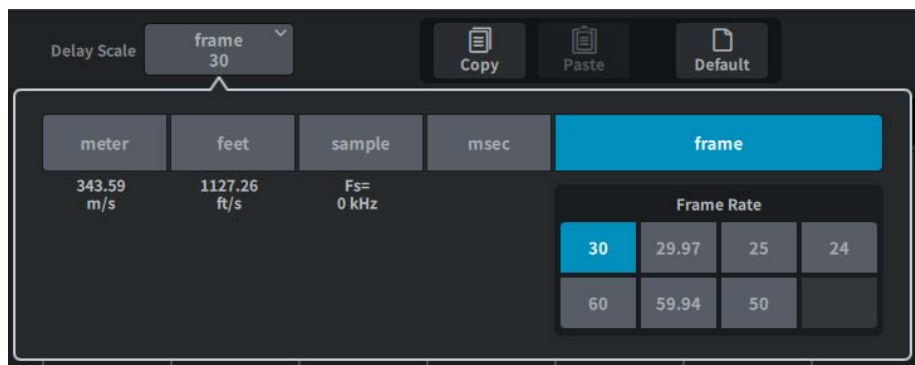 Delay Scale
frame
30
Copy
Paste
Default
meter
feet
sample
msec
frame
343.59
m/s
1127.26
ft/s
Fs=
0 kHz
Frame Rate
30
29.97
25
24
60
59.94
50